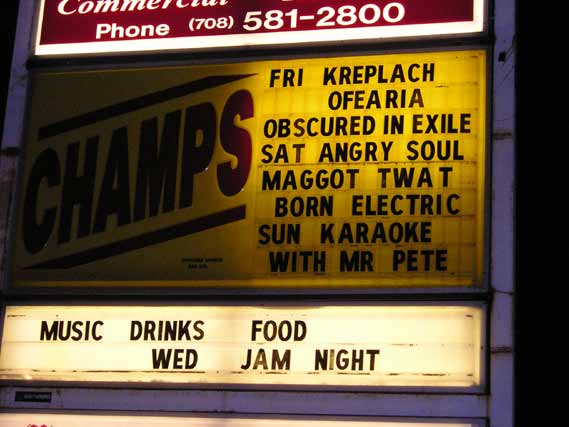 Commercial
Phone (708) 581-2800
CHAMPS
FRI KREPLACH
OFEARIA
OBSCURED IN EXILE
SAT ANGRY SOUL
MAGGOT TWAT
BORN ELECTRIC
SUN KARAOKE
WITH MR PETE
MUSIC DRINKS FOOD
WED JAM NIGHT